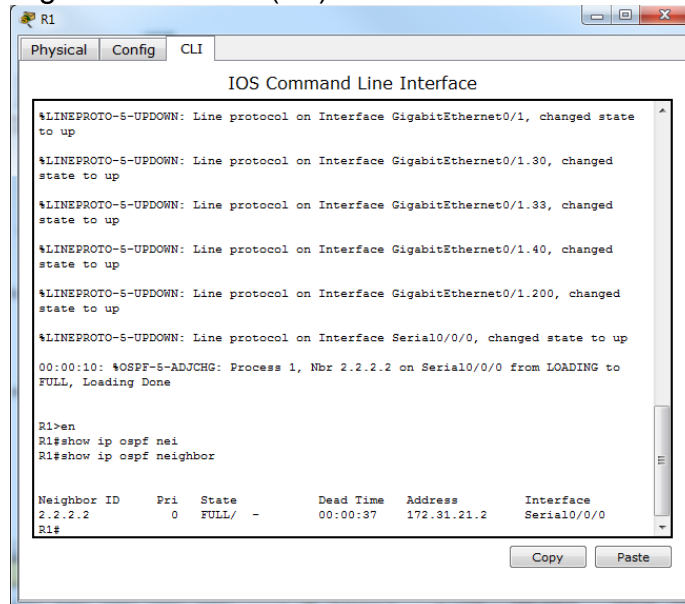 R1
Physical Config CLI
IOS Command Line Interface
%LINEPROTO-5-UPDOWN: Line protocol on Interface GigabitEthernet0/1, changed state
to up
%LINEPROTO-5-UPDOWN: Line protocol on Interface GigabitEthernet0/1.30, changed
state to up
%LINEPROTO-5-UPDOWN: Line protocol on Interface GigabitEthernet0/1.33, changed
state to up
%LINEPROTO-5-UPDOWN: Line protocol on Interface GigabitEthernet0/1.40, changed
state to up
%LINEPROTO-5-UPDOWN: Line protocol on Interface GigabitEthernet0/1.200, changed
state to up
%LINEPROTO-5-UPDOWN: Line protocol on Interface Serial0/0/0, changed state to up
00:00:10: %OSPF-5-ADJCHG: Process 1, Nbr 2.2.2.2 on Serial0/0/0 from LOADING to
FULL, Loading Done
R1>en
R1#show ip ospf nei
R1#show ip ospf neighbor
Neighbor ID Pri State Dead Time Address Interface
2.2.2.2 0 FULL/ - 00:00:37 172.31.21.2 Serial0/0/0
R1#
Copy Paste